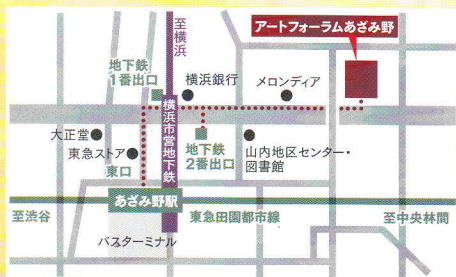 至横浜
アートフォーラムあざみ野
地下鉄
1番出口
横浜銀行
メロンディア
横浜市営地下鉄
大正堂
東急ストア
東口
地下鉄
2番出口
山内地区センター・
図書館
あざみ野駅
至渋谷
東急田園都市線
至中央林間
バスターミナル